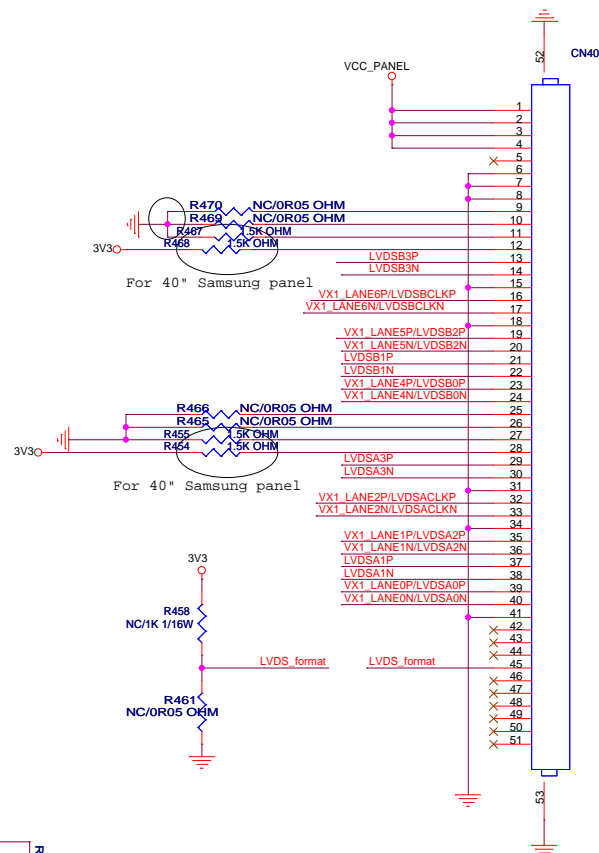 52
CN40
VCC_PANEL
1
2
3
4
5
6
7
8
R470 NC/0R05 OHM 9
R469 NC/0R05 OHM 10
R467 1.5K OHM 11
3V3 R468 1.5K OHM 12
LVDSB3P 13
For 40" Samsung panel
LVDSB3N 14
15
VX1_LANE6P/LVDSBCLKP 16
VX1_LANE6N/LVDSBCLKN 17
18
VX1_LANE5P/LVDSB2P 19
VX1_LANE5N/LVDSB2N 20
LVDSB1P 21
LVDSB1N 22
VX1_LANE4P/LVDSB0P 23
VX1_LANE4N/LVDSB0N 24
R466 NC/0R05 OHM 25
R465 NC/0R05 OHM 26
R455 1.5K OHM 27
3V3 R454 1.5K OHM 28
LVDSA3P 29
LVDSA3N 30
For 40" Samsung panel
31
VX1_LANE2P/LVDSACLKP 32
VX1_LANE2N/LVDSACLKN 33
34
VX1_LANE1P/LVDSA2P 35
VX1_LANE1N/LVDSA2N 36
3V3
LVDSA1P 37
LVDSA1N 38
VX1_LANE0P/LVDSA0P 39
VX1_LANE0N/LVDSA0N 40
R458
41
NC/1K 1/16W
42
43
44
LVDS_format LVDS_format 45
46
R461
47
NC/0R05 OHM
48
49
50
51
53
R